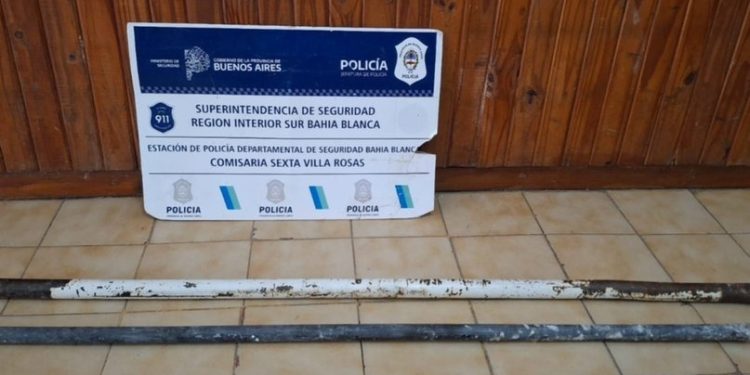 MINISTERIO DE
SEGURIDAD
GOBIERNO DE LA PROVINCIA DE
BUENOS AIRES
POLICÍA
JEFATURA DE POLICÍA
POLICIA
911
SUPERINTENDENCIA DE SEGURIDAD
REGION INTERIOR SUR BAHIA BLANCA
ESTACIÓN DE POLICÍA DEPARTAMENTAL DE SEGURIDAD BAHIA BLANCA
COMISARIA SEXTA VILLA ROSAS
POLICIA
POLICIA
POLICIA